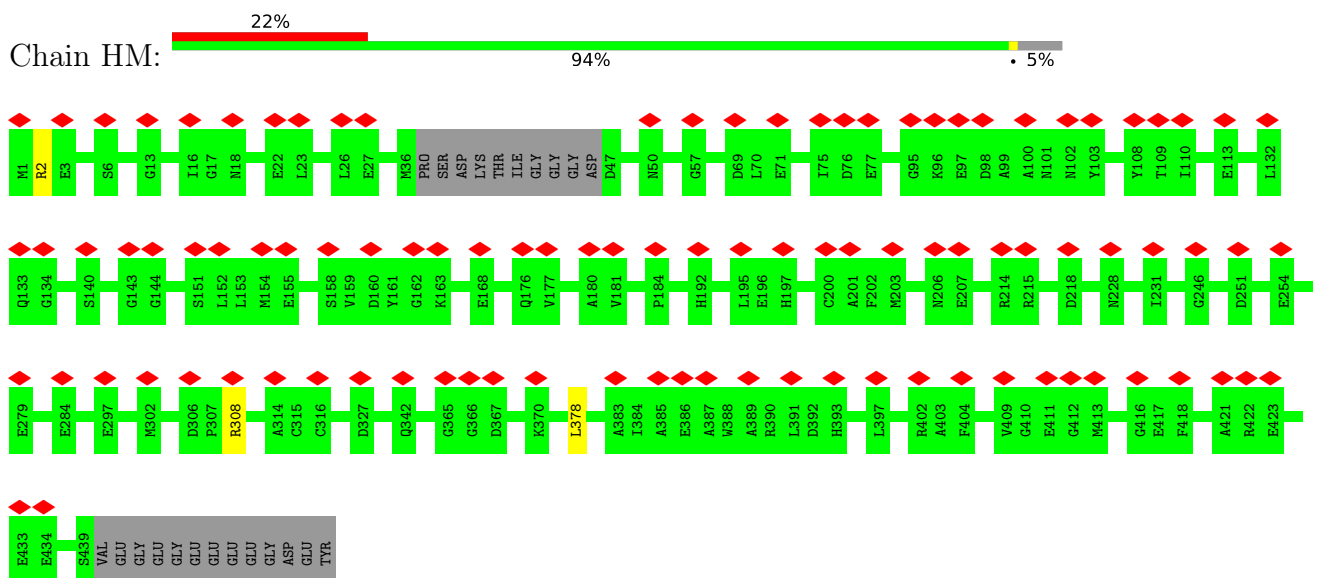 22%
Chain HM:
94% • 5%
M1 R2 E3 S6 G13 I16 G17 N18 E22 L23 L26 E27 M36 PRO SER ASP LYS THR ILE GLY GLY GLY ASP D47 N50 G57 D69 L70 E71 I75 D76 E77 G95 K96 E97 D98 A99 A100 N101 N102 Y103 Y108 T109 I110 E113 L132
Q133 G134 S140 G143 G144 S151 L152 L153 M154 E155 S158 V159 D160 Y161 G162 K163 E168 Q176 V177 A180 V181 P184 H192 L195 E196 H197 C200 A201 F202 M203 N206 E207 R214 R215 D218 N228 I231 G246 D251 E254
E279 E284 E297 M302 D306 P307 R308 A314 C315 C316 D327 Q342 G365 G366 D367 K370 L378 A383 I384 A385 E386 A387 W388 A389 R390 L391 D392 H393 L397 R402 A403 F404 V409 G410 E411 G412 M413 G416 E417 F418 A421 R422 E423
E433 E434 S439 VAL GLU GLY GLU GLY GLU GLU GLU GLU GLY ASP GLU TYR